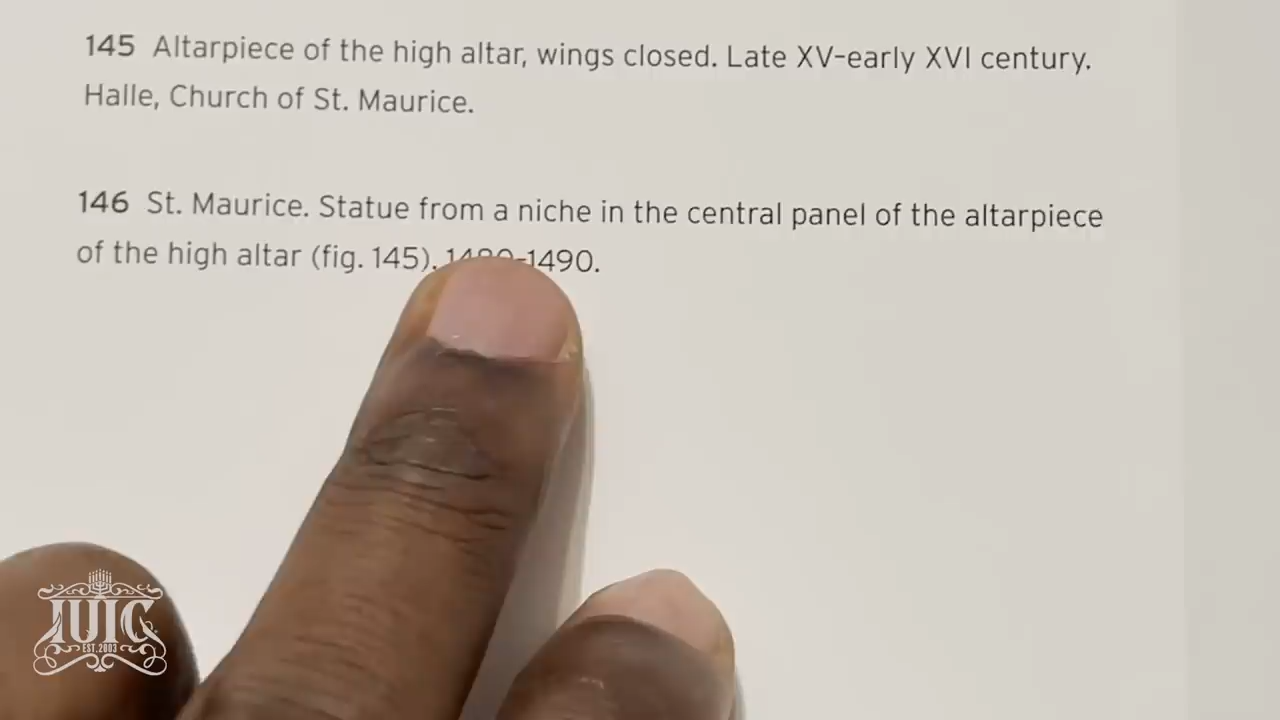 145 Altarpiece of the high altar, wings closed. Late XV-early XVI century.
Halle, Church of St. Maurice.
146 St. Maurice. Statue from a niche in the central panel of the altarpiece
of the high altar (fig. 145). 1480-1490.
IUIC
EST. 2003